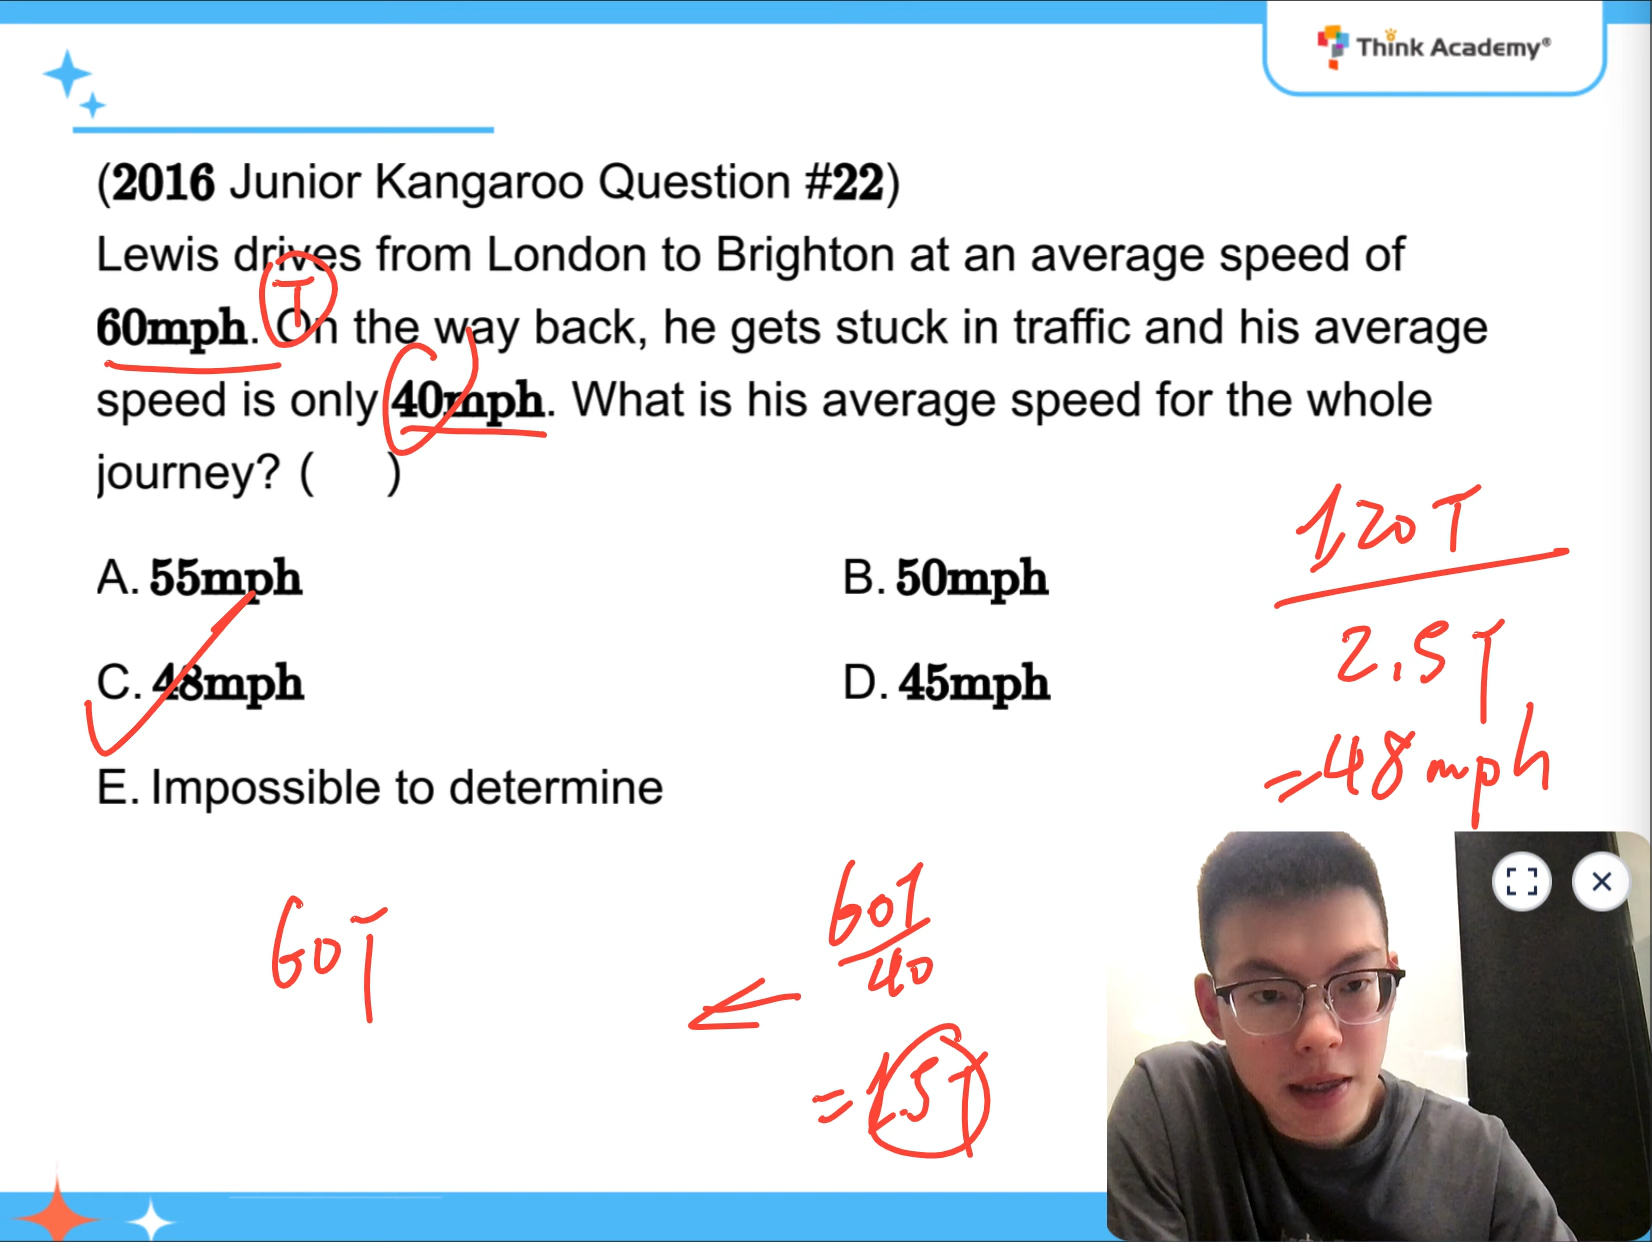 Think Academy®
(2016 Junior Kangaroo Question #22)
Lewis drives from London to Brighton at an average speed of
T
60mph. On the way back, he gets stuck in traffic and his average
speed is only 40mph. What is his average speed for the whole
journey? ( )
A. 55mph
B. 50mph
C. 48mph
D. 45mph
E. Impossible to determine
120T
2.5T
=48mph
60T
60T
40
=1.5T